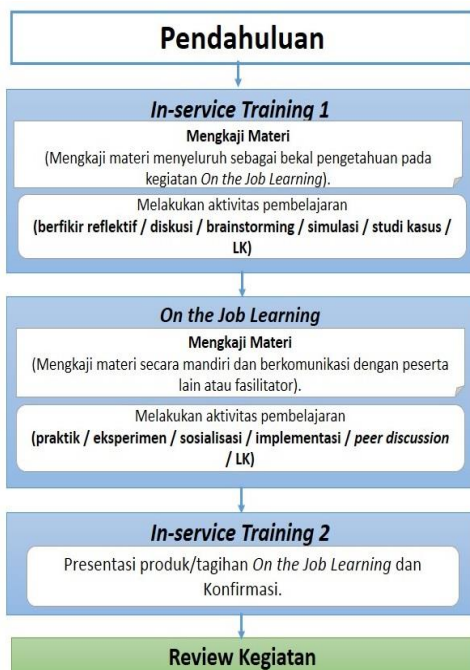 Pendahuluan
In-service Training 1
Mengkaji Materi
(Mengkaji materi menyeluruh sebagai bekal pengetahuan pada
kegiatan On the Job Learning).
Melakukan aktivitas pembelajaran
(berfikir reflektif / diskusi / brainstorming / simulasi / studi kasus /
LK)
On the Job Learning
Mengkaji Materi
(Mengkaji materi secara mandiri dan berkomunikasi dengan peserta
lain atau fasilitator).
Melakukan aktivitas pembelajaran
(praktik / eksperimen / sosialisasi / implementasi / peer discussion
/ LK)
In-service Training 2
Presentasi produk/tagihan On the Job Learning dan
Konfirmasi.
Review Kegiatan